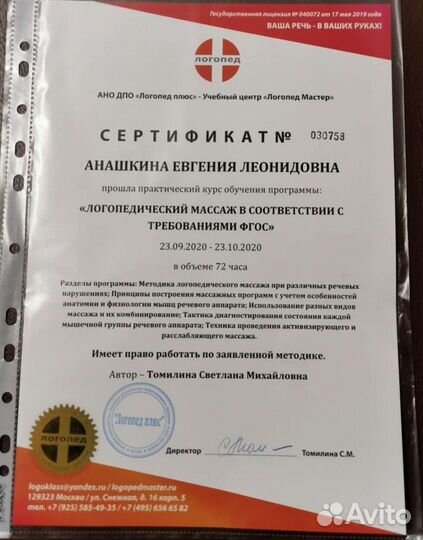 Государственная лицензия № 040072 от 17 мая 2019 года
ВАША РЕЧЬ - В ВАШИХ РУКАХ!
логопед
АНО ДПО «Логопед плюс» - Учебный центр «Логопед Мастер»
СЕРТИФИКАТ № 030758
АНАШКИНА ЕВГЕНИЯ ЛЕОНИДОВНА
прошла практический курс обучения программы:
«ЛОГОПЕДИЧЕСКИЙ МАССАЖ В СООТВЕТСТВИИ С
ТРЕБОВАНИЯМИ ФГОС»
23.09.2020 - 23.10.2020
в объеме 72 часа
Разделы программы: Методика логопедического массажа при различных речевых
нарушениях; Принципы построения массажных программ с учетом особенностей
анатомии и физиологии мышц речевого аппарата; Использование разных видов
массажа и их комбинирование; Тактика диагностирования состояния каждой
мышечной группы речевого аппарата; Техника проведения активизирующего и
расслабляющего массажа.
Имеет право работать по заявленной методике.
Автор – Томилина Светлана Михайловна
"Логопед плюс"
логопед
Директор Томилина С.М.
logoklass@yandex.ru / logopedmaster.ru
129323 Москва / ул. Снежная, д. 16 корп. 5
тел. +7 (925) 585-49-35 / +7 (495) 656 65 82
Avito